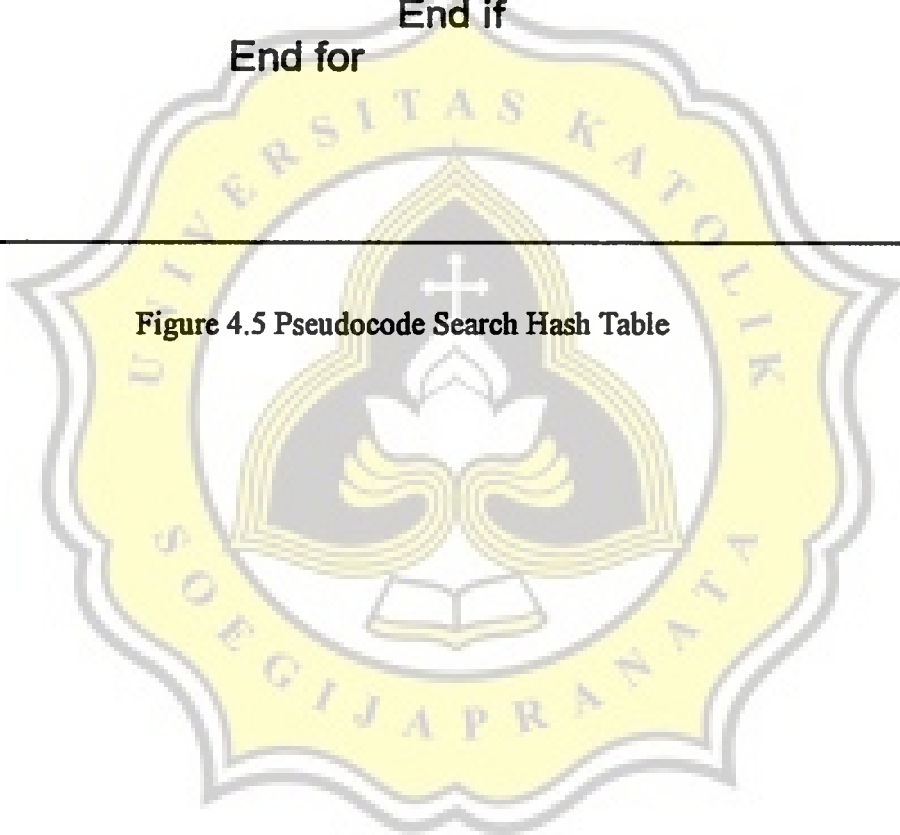 End if
End for
UNIVERSITAS KATOLIK
Figure 4.5 Pseudocode Search Hash Table
SOEGIJAPRANATA